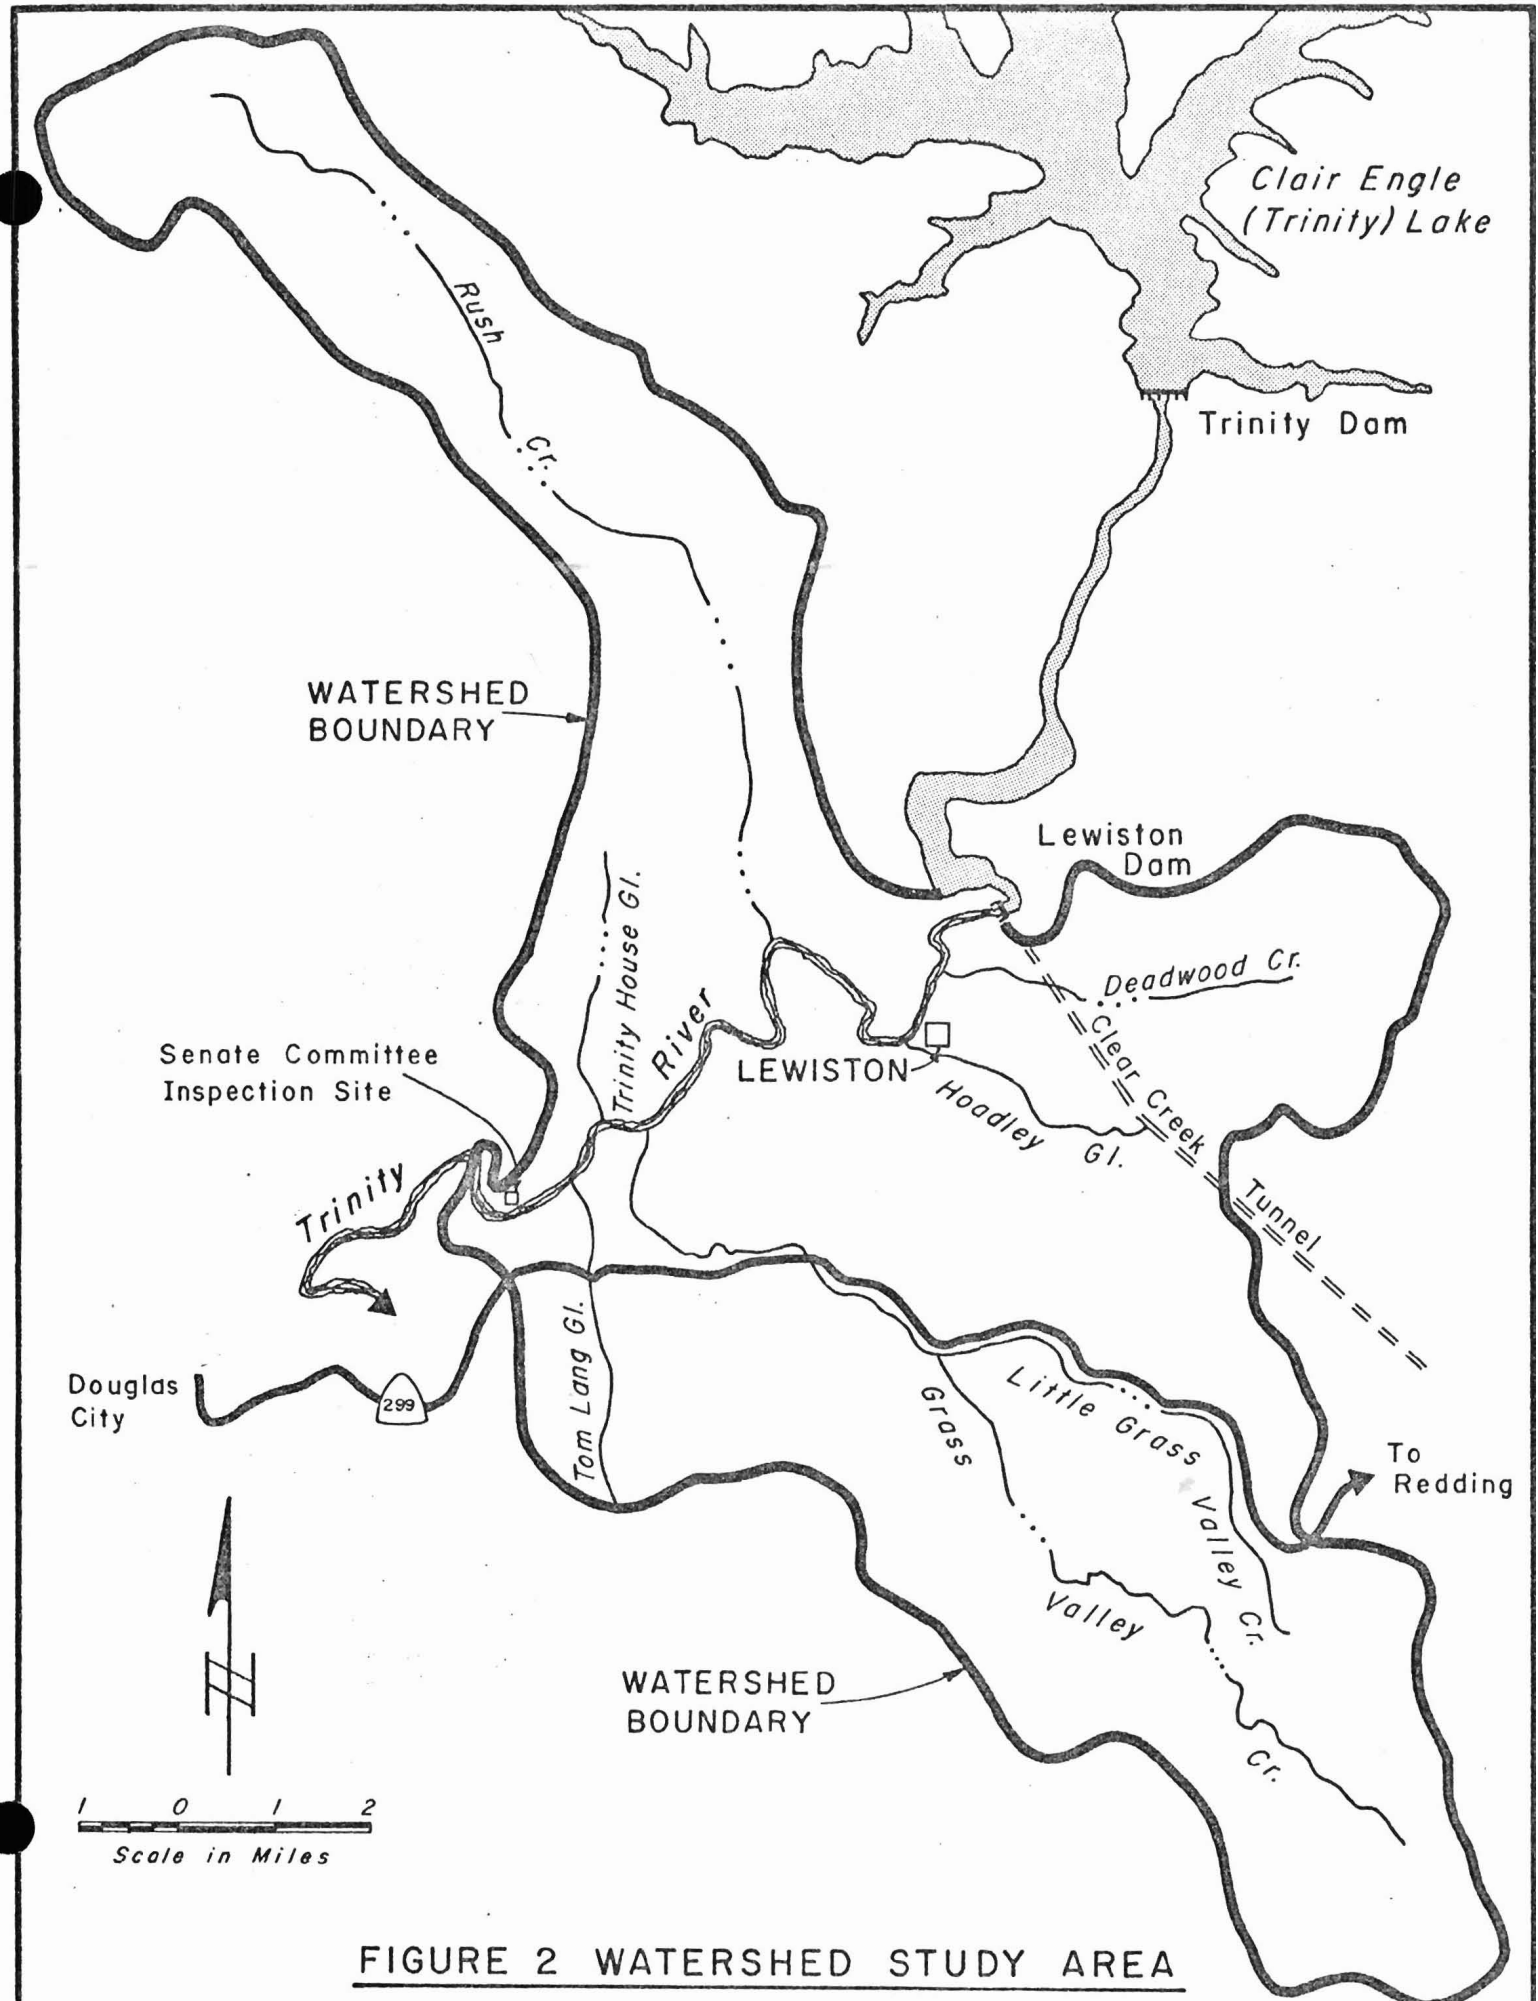 Clair Engle
(Trinity) Lake
Rush
Cr.
Trinity Dam
WATERSHED
BOUNDARY
Lewiston
Dam
Trinity House Gl.
River
Deadwood Cr.
Clear Creek Tunnel
Senate Committee
Inspection Site
LEWISTON
Hoadley Gl.
Trinity
Douglas
City
299
Tom Lang Gl.
Grass
Valley
Cr.
Little Grass
Valley Cr.
To
Redding
WATERSHED
BOUNDARY
1 0 1 2
Scale in Miles
FIGURE 2 WATERSHED STUDY AREA